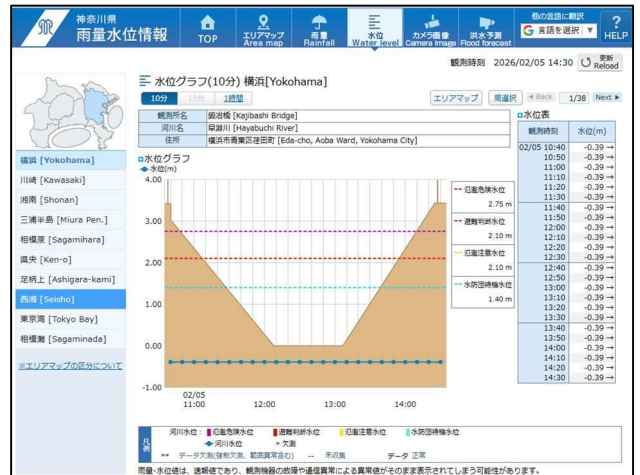 神奈川県
雨量水位情報
TOP
エリアマップ
Area map
雨量
Rainfall
水位
Water level
カメラ画像
Camera image
洪水予測
Flood forecast
他の言語に翻訳
G 言語を選択 | ▼
HELP
観測時刻 2026/02/05 14:30
更新
Reload
水位グラフ(10分) 横浜[Yokohama]
10分 15分 1時間
エリアマップ 局選択 ◀ Back 1/38 Next ▶
観測所名 鍛冶橋 [Kajibashi Bridge]
河川名 早淵川 [Hayabuchi River]
住所 横浜市青葉区荏田町 [Eda-cho, Aoba Ward, Yokohama City]
横浜 [Yokohama]
川崎 [Kawasaki]
湘南 [Shonan]
三浦半島 [Miura Pen.]
相模原 [Sagamihara]
県央 [Ken-o]
足柄上 [Ashigara-kami]
西湘 [Seisho]
東京湾 [Tokyo Bay]
相模灘 [Sagaminada]
※エリアマップの区分について
水位グラフ
水位(m)
4.00
3.00
2.00
1.00
0.00
-1.00
02/05
11:00 12:00 13:00 14:00
氾濫危険水位
2.75 m
避難判断水位
2.10 m
氾濫注意水位
2.10 m
水防団待機水位
1.40 m
水位表
観測時刻 水位(m)
02/05 10:40 -0.39 →
10:50 -0.39 →
11:00 -0.39 →
11:10 -0.39 →
11:20 -0.39 →
11:30 -0.39 →
11:40 -0.39 →
11:50 -0.39 →
12:00 -0.39 →
12:10 -0.39 →
12:20 -0.39 →
12:30 -0.39 →
12:40 -0.39 →
12:50 -0.39 →
13:00 -0.39 →
13:10 -0.39 →
13:20 -0.39 →
13:30 -0.39 →
13:40 -0.39 →
13:50 -0.39 →
14:00 -0.39 →
14:10 -0.39 →
14:20 -0.39 →
14:30 -0.39 →
凡例
河川水位： 氾濫危険水位 避難判断水位 氾濫注意水位 水防団待機水位
河川水位 欠測
** データ欠測(強制欠測、範囲異常含む) -- 未収集 データ 正常
雨量・水位値は、速報値であり、観測機器の故障や通信異常による異常値がそのまま表示されてしまう可能性があります。